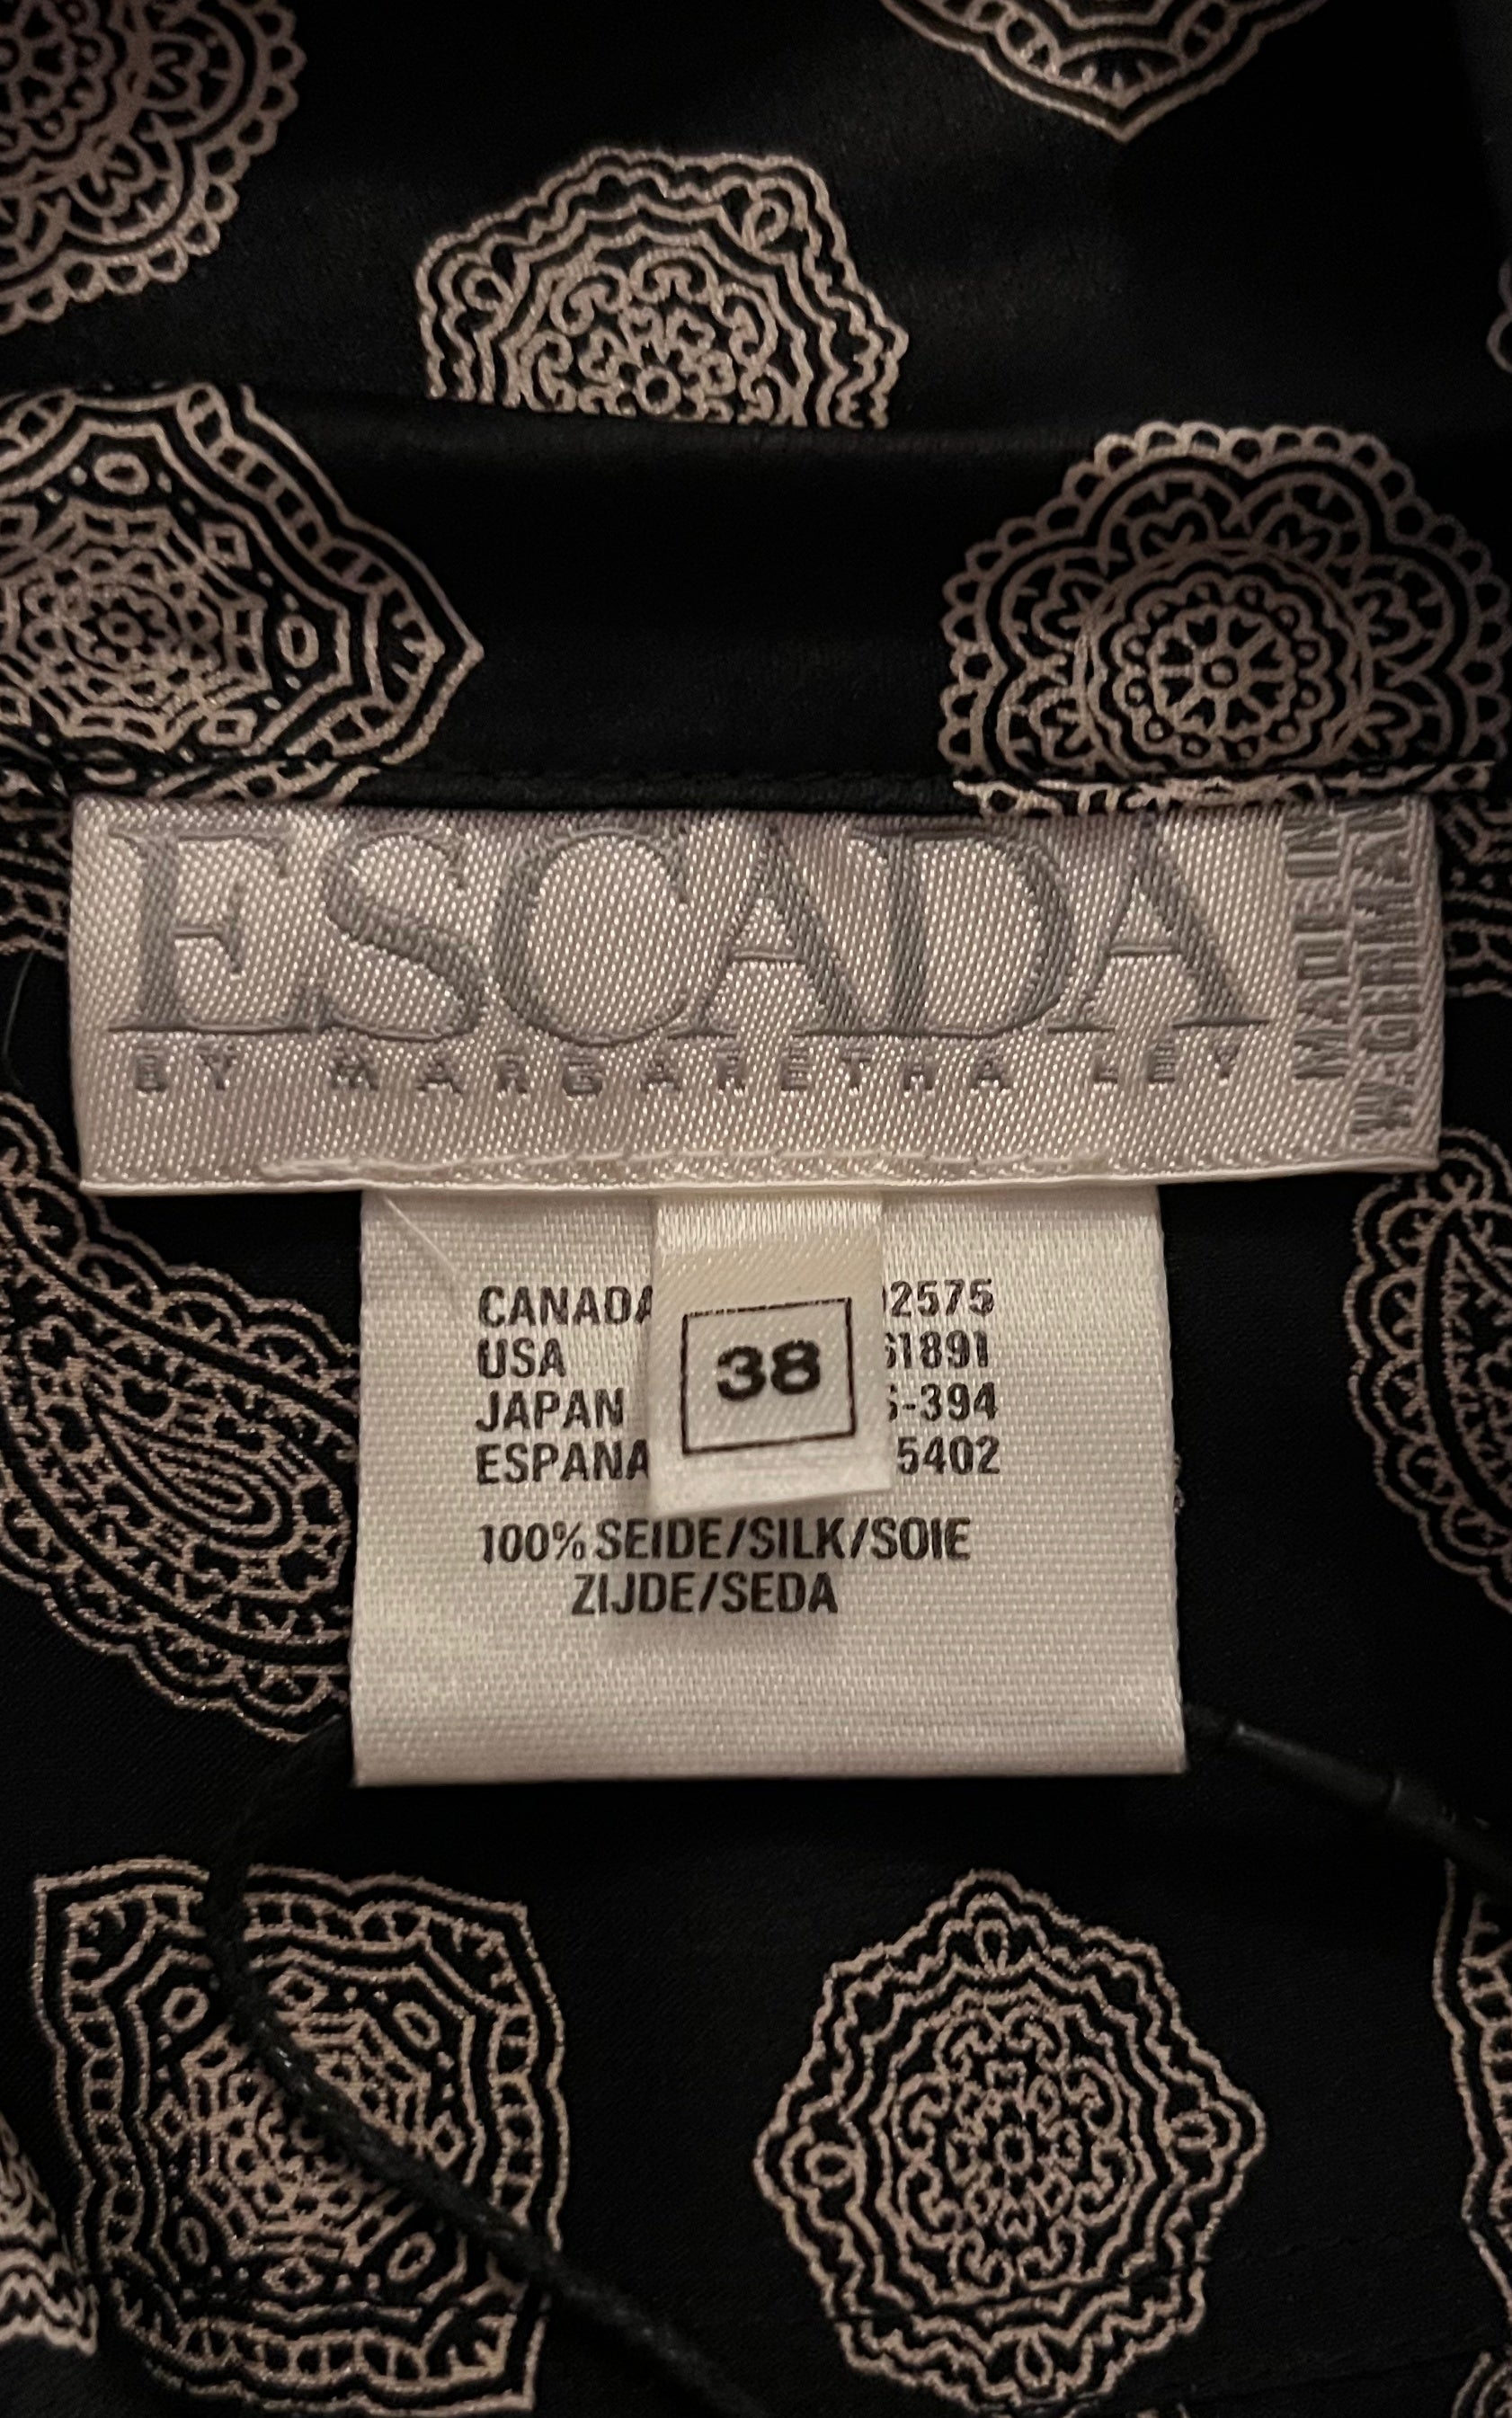 ESCADA
BY MARGARETHA LEY
MADE IN
W.-GERMANY
38
CANADA 2575
USA 1891
JAPAN -394
ESPANA 5402
100% SEIDE/SILK/SOIE
ZIJDE/SEDA